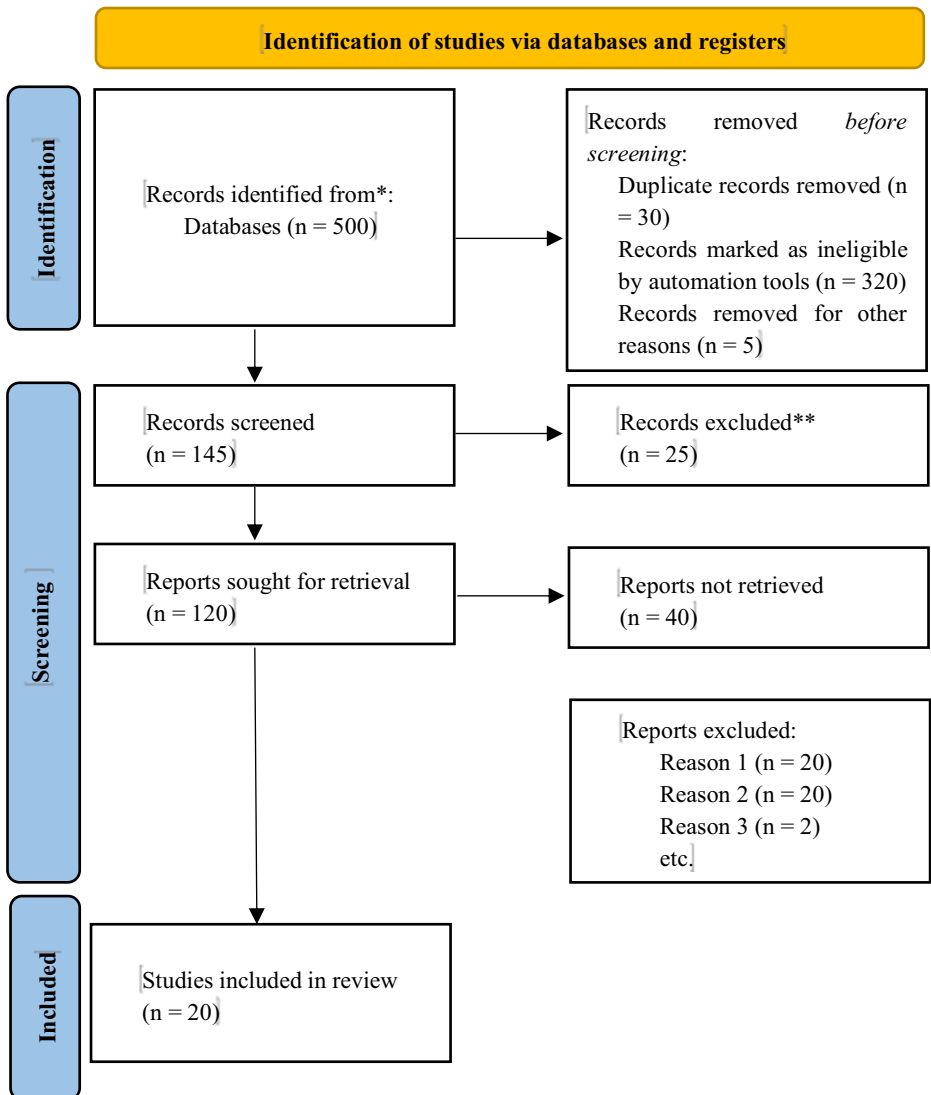 Identification of studies via databases and registers
Identification
Records identified from*:
Databases (n = 500)
Records removed before
screening:
Duplicate records removed (n
= 30)
Records marked as ineligible
by automation tools (n = 320)
Records removed for other
reasons (n = 5)
Screening
Records screened
(n = 145)
Records excluded**
(n = 25)
Reports sought for retrieval
(n = 120)
Reports not retrieved
(n = 40)
Reports excluded:
Reason 1 (n = 20)
Reason 2 (n = 20)
Reason 3 (n = 2)
etc.
Included
Studies included in review
(n = 20)